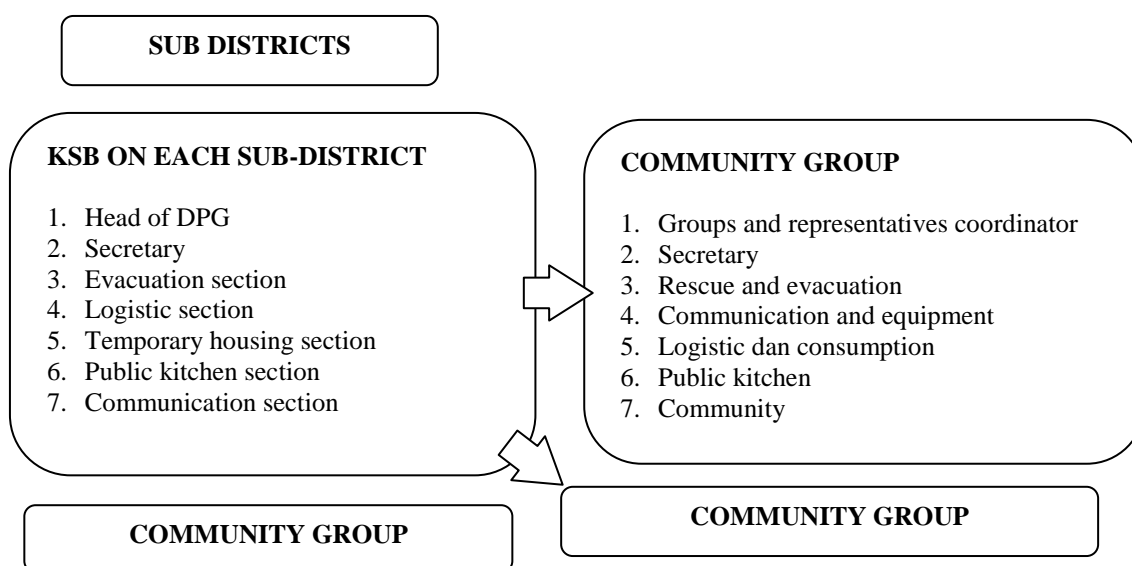 SUB DISTRICTS
KSB ON EACH SUB-DISTRICT
1. Head of DPG
2. Secretary
3. Evacuation section
4. Logistic section
5. Temporary housing section
6. Public kitchen section
7. Communication section
COMMUNITY GROUP
1. Groups and representatives coordinator
2. Secretary
3. Rescue and evacuation
4. Communication and equipment
5. Logistic dan consumption
6. Public kitchen
7. Community
COMMUNITY GROUP
COMMUNITY GROUP